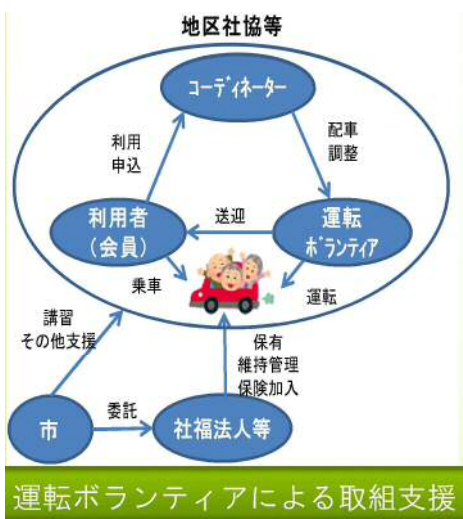 地区社協等
コーディネーター
利用
申込
配車
調整
利用者
（会員）
送迎
運転
ボランティア
乗車
運転
講習
その他支援
保有
維持管理
保険加入
市
委託
社福法人等
運転ボランティアによる取組支援